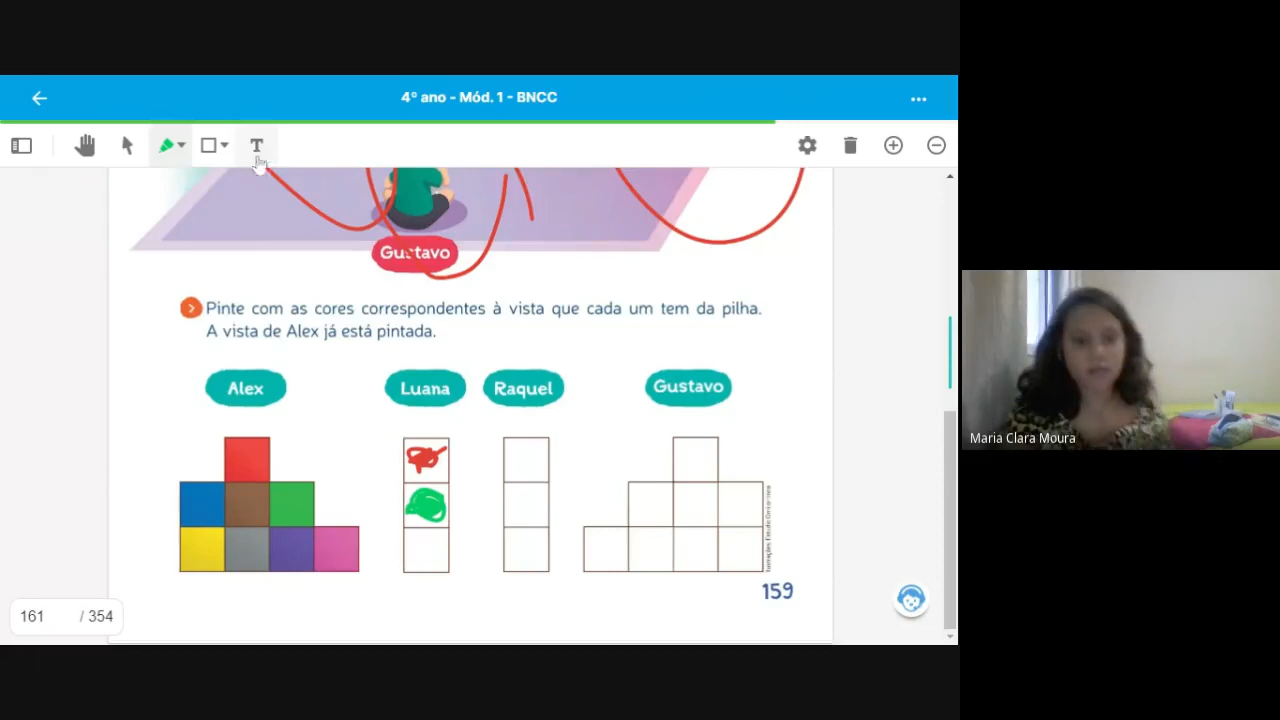 4º ano - Mód. 1 - BNCC
T
Gustavo
Pinte com as cores correspondentes à vista que cada um tem da pilha.
A vista de Alex já está pintada.
Alex
Luana
Raquel
Gustavo
159
161 / 354
Maria Clara Moura